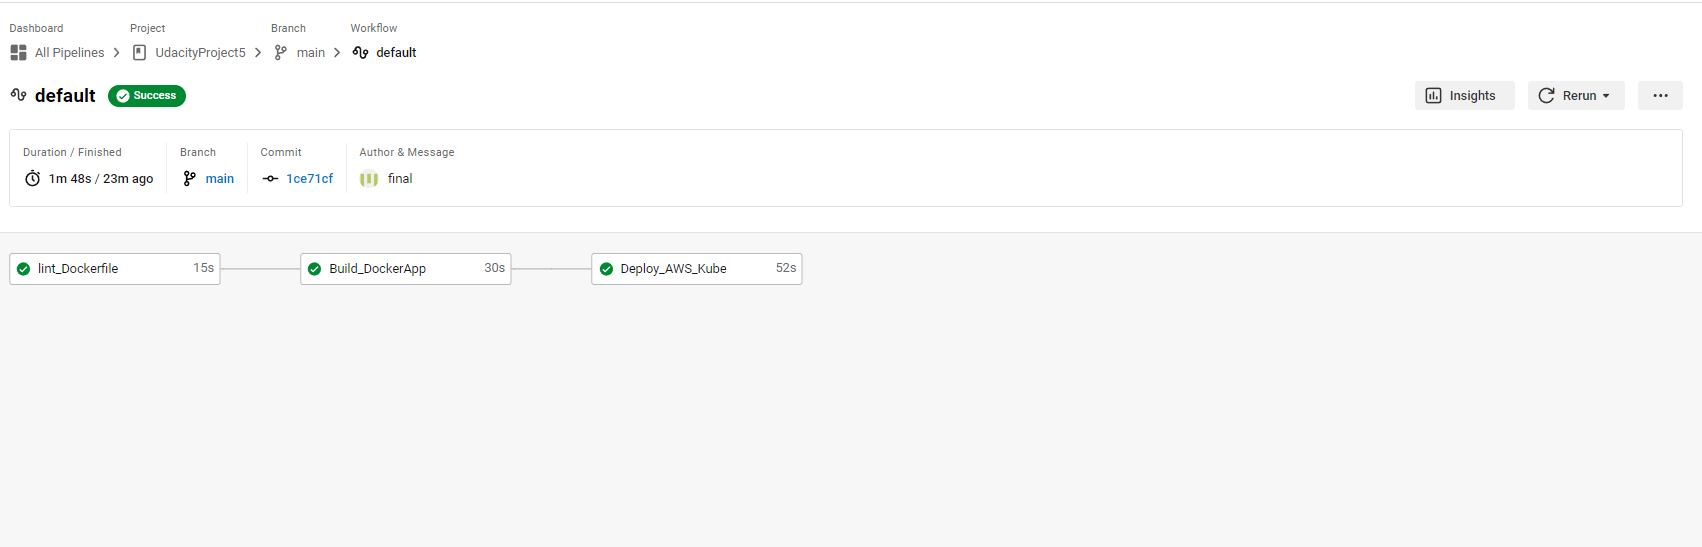 Dashboard Project Branch Workflow
All Pipelines UdacityProject5 main default
default Success Insights Rerun ...
Duration / Finished Branch Commit Author & Message
1m 48s / 23m ago main 1ce71cf final
lint_Dockerfile 15s Build_DockerApp 30s Deploy_AWS_Kube 52s